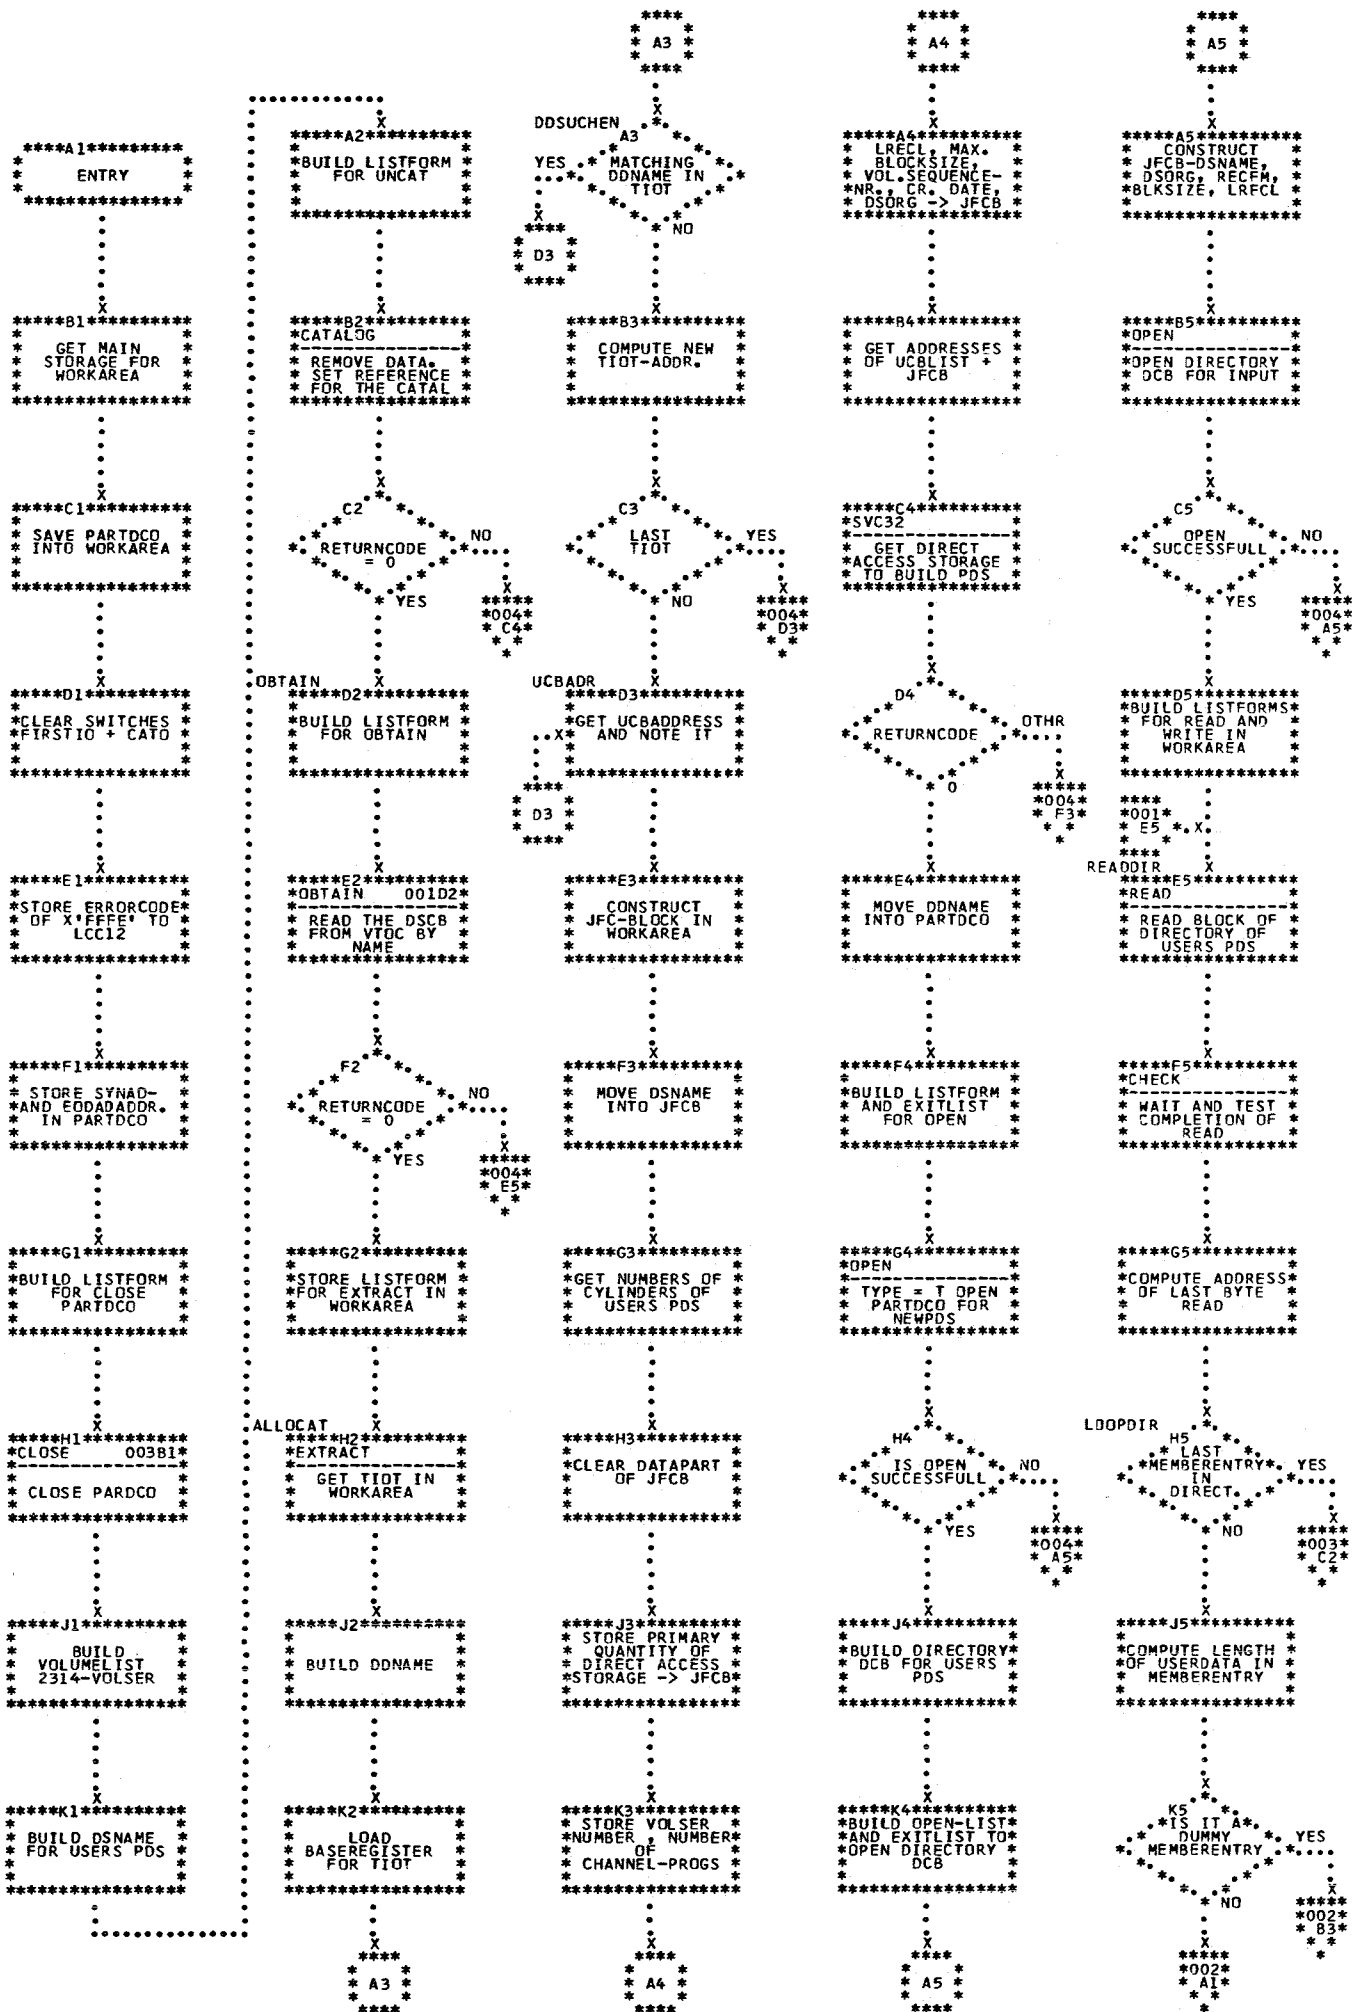 A1
ENTRY
B1
GET MAIN
STORAGE FOR
WORKAREA
C1
SAVE PARTDCO
INTO WORKAREA
D1
CLEAR SWITCHES
FIRSTIO + CATO
E1
STORE ERRORCODE
OF X'FFFE' TO
LCC12
F1
STORE SYNAD-
AND EODADADDR.
IN PARTDCO
G1
BUILD LISTFORM
FOR CLOSE
PARTDCO
H1
CLOSE 003B1
CLOSE PARDCO
J1
BUILD
VOLUMELIST
2314-VOLSER
K1
BUILD DSNAME
FOR USERS PDS
A2
BUILD LISTFORM
FOR UNCAT
B2
CATALOG
REMOVE DATA.
SET REFERENCE
FOR THE CATAL
C2
RETURNCODE
= 0
NO
004
C4
YES
OBTAIN
D2
BUILD LISTFORM
FOR OBTAIN
E2
OBTAIN 001D2
READ THE DSCB
FROM VTOC BY
NAME
F2
RETURNCODE
= 0
NO
004
E5
YES
G2
STORE LISTFORM
FOR EXTRACT IN
WORKAREA
ALLOCAT
H2
EXTRACT
GET TIOT IN
WORKAREA
J2
BUILD DDNAME
K2
LOAD
BASEREGISTER
FOR TIOT
A3
A3
DDSUCHEN
A3
MATCHING
DDNAME IN
TIOT
YES
D3
NO
B3
COMPUTE NEW
TIOT-ADDR.
C3
LAST
TIOT
YES
004
D3
NO
UCBADR
D3
GET UCBADDRESS
AND NOTE IT
D3
E3
CONSTRUCT
JFC-BLOCK IN
WORKAREA
F3
MOVE DSNAME
INTO JFCB
G3
GET NUMBERS OF
CYLINDERS OF
USERS PDS
H3
CLEAR DATAPART
OF JFCB
J3
STORE PRIMARY
QUANTITY OF
DIRECT ACCESS
STORAGE -> JFCB
K3
STORE VOLSER
NUMBER , NUMBER
OF
CHANNEL-PROGS
A4
A4
A4
LRECL, MAX.
BLOCKSIZE,
VOL.SEQUENCE-
NR., CR. DATE,
DSORG -> JFCB
B4
GET ADDRESSES
OF UCBLIST +
JFCB
C4
SVC32
GET DIRECT
ACCESS STORAGE
TO BUILD PDS
D4
RETURNCODE
OTHR
004
F3
0
E4
MOVE DDNAME
INTO PARTDCO
F4
BUILD LISTFORM
AND EXITLIST
FOR OPEN
G4
OPEN
TYPE = T OPEN
PARTDCO FOR
NEWPDS
H4
IS OPEN
SUCCESSFULL
NO
004
A5
YES
J4
BUILD DIRECTORY
DCB FOR USERS
PDS
K4
BUILD OPEN-LIST
AND EXITLIST TO
OPEN DIRECTORY
DCB
A5
A5
A5
CONSTRUCT
JFCB-DSNAME,
DSORG, RECFM,
BLKSIZE, LRECL
B5
OPEN
OPEN DIRECTORY
DCB FOR INPUT
C5
OPEN
SUCCESSFULL
NO
004
A5
YES
D5
BUILD LISTFORMS
FOR READ AND
WRITE IN
WORKAREA
001
E5
READDIR
E5
READ
READ BLOCK OF
DIRECTORY OF
USERS PDS
F5
CHECK
WAIT AND TEST
COMPLETION OF
READ
G5
COMPUTE ADDRESS
OF LAST BYTE
READ
LOOPDIR
H5
LAST
MEMBERENTRY
IN
DIRECT.
YES
003
C2
NO
J5
COMPUTE LENGTH
OF USERDATA IN
MEMBERENTRY
K5
IS IT A
DUMMY
MEMBERENTRY
YES
002
B3
NO
002
A1